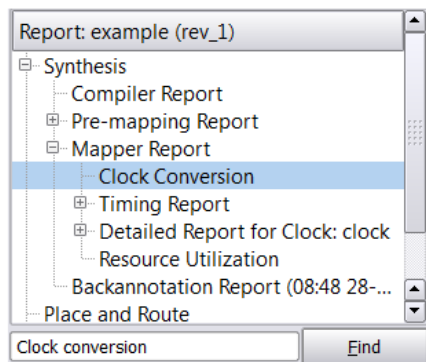 Report: example (rev_1)
Synthesis
Compiler Report
Pre-mapping Report
Mapper Report
Clock Conversion
Timing Report
Detailed Report for Clock: clock
Resource Utilization
Backannotation Report (08:48 28-...
Place and Route
Clock conversion Find